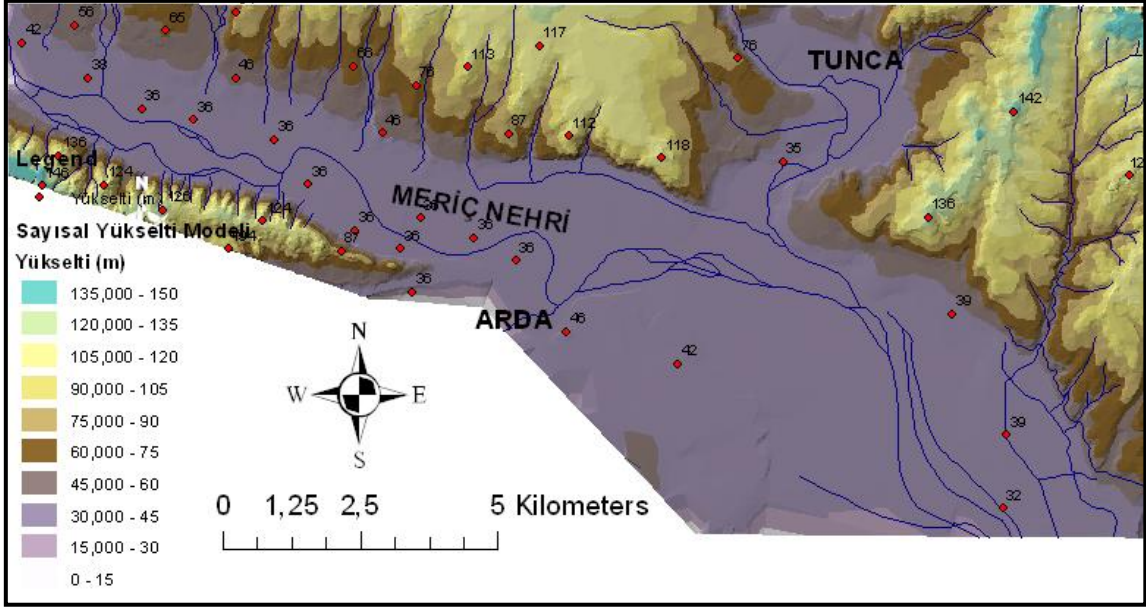 56
65
42
66
117
113
76
TUNCA
38
46
76
142
36
36
36
46
87
112
118
35
136
Legend
146
124
N
126
36
MERİÇ NEHRİ
136
Yükselti (m)
124
36
36
Sayısal Yükselti Modeli
87
36
36
36
39
Yükselti (m)
135,000 - 150
120,000 - 135
105,000 - 120
90,000 - 105
75,000 - 90
60,000 - 75
45,000 - 60
30,000 - 45
15,000 - 30
0 - 15
ARDA
46
42
39
32
N
W
E
S
0 1,25 2,5 5 Kilometers